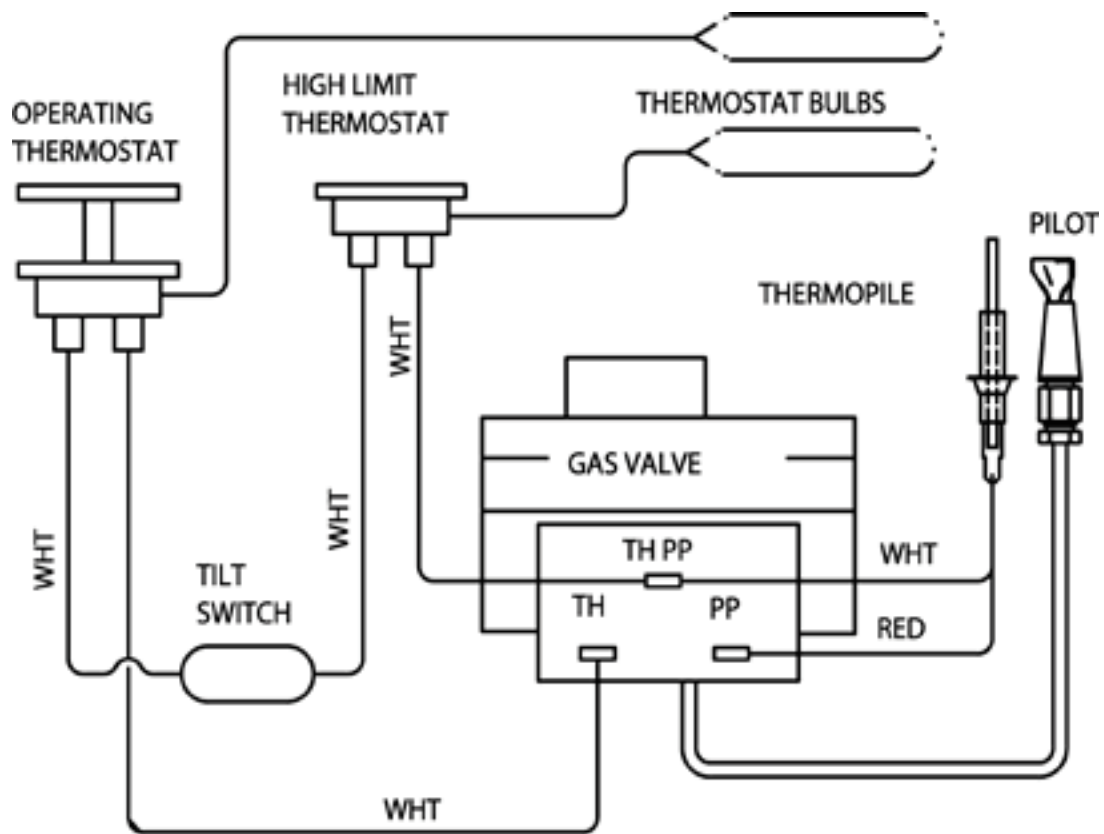 HIGH LIMIT
THERMOSTAT
THERMOSTAT BULBS
OPERATING
THERMOSTAT
PILOT
THERMOPILE
WHT
GAS VALVE
WHT
WHT
TH PP
WHT
TILT
SWITCH
TH
PP
RED
WHT